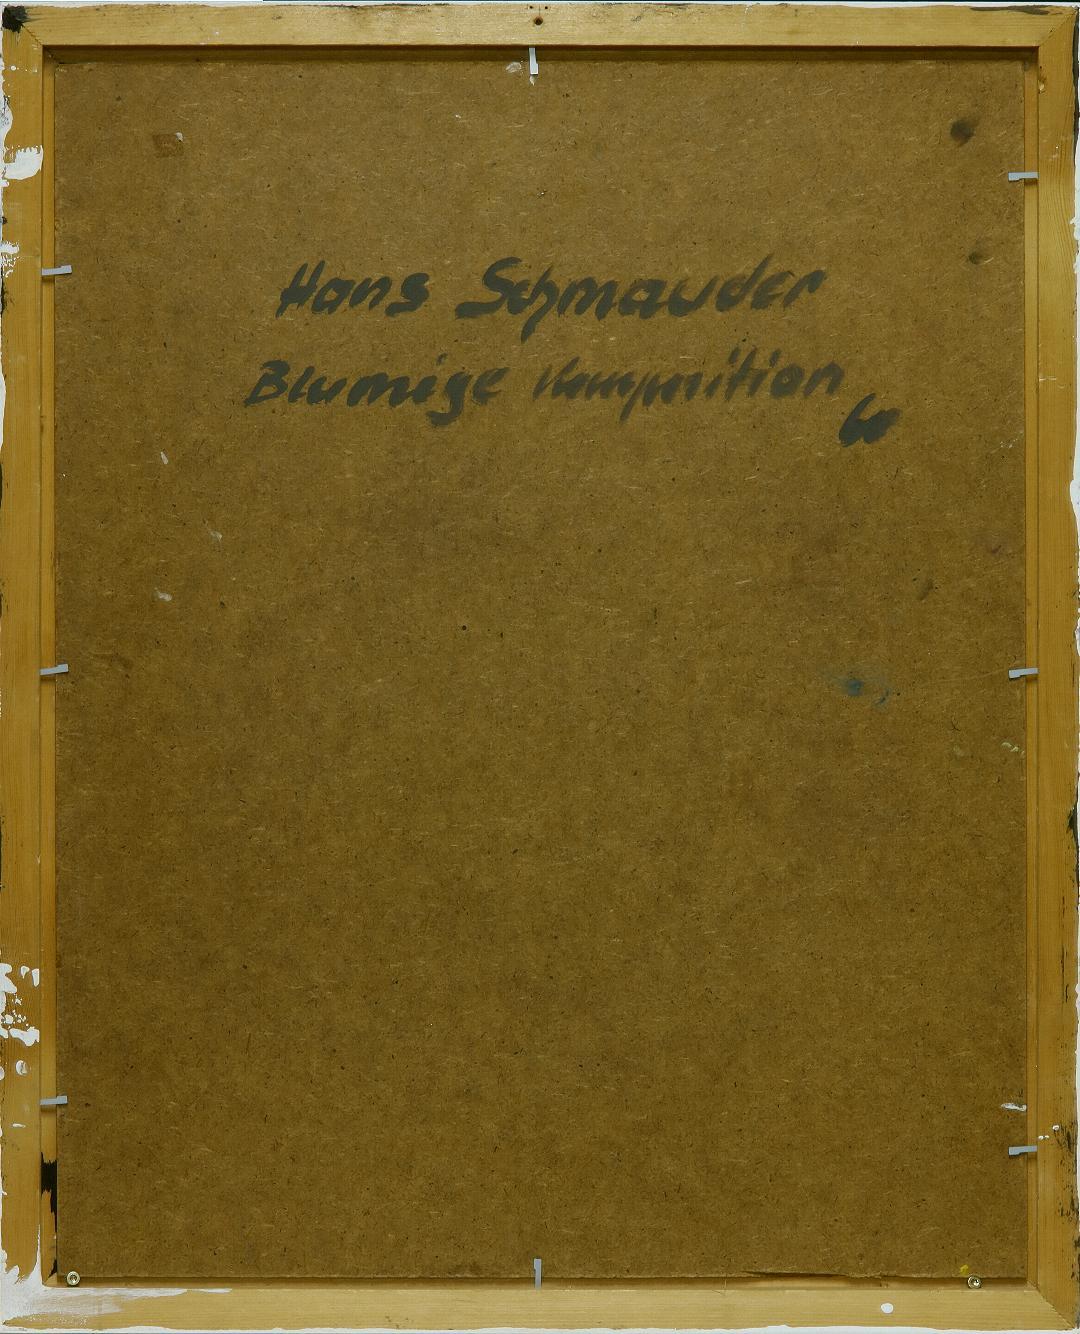 Hans Schmauder
Blumige Komposition